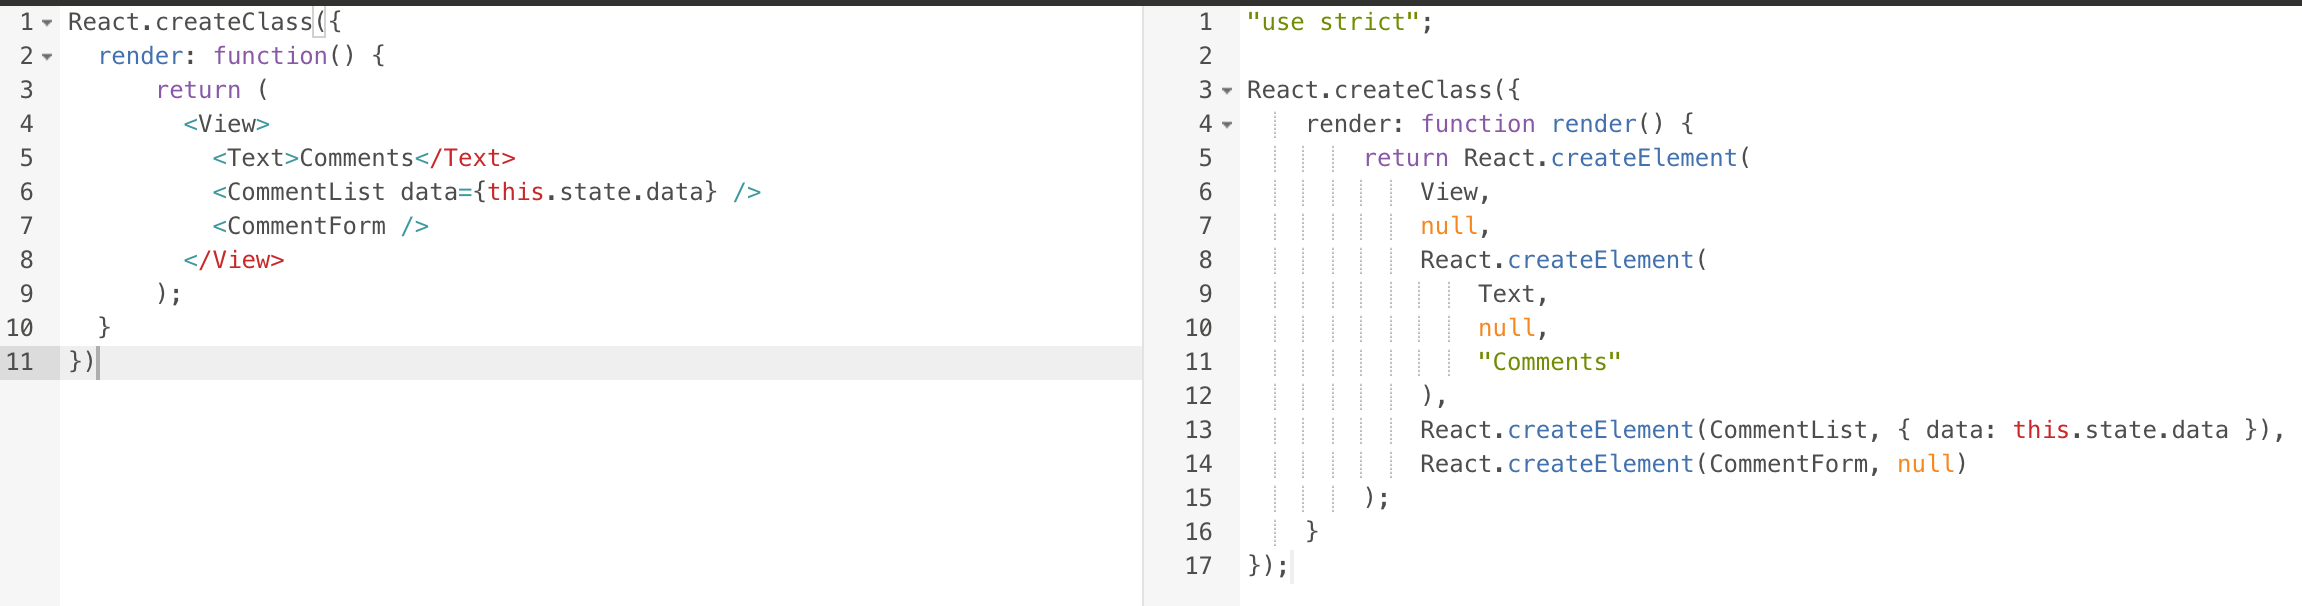 1 React.createClass({
2   render: function() {
3       return (
4         <View>
5           <Text>Comments</Text>
6           <CommentList data={this.state.data} />
7           <CommentForm />
8         </View>
9       );
10   }
11 })
1 "use strict";
2
3 React.createClass({
4     render: function render() {
5         return React.createElement(
6             View,
7             null,
8             React.createElement(
9                 Text,
10                 null,
11                 "Comments"
12             ),
13             React.createElement(CommentList, { data: this.state.data }),
14             React.createElement(CommentForm, null)
15         );
16     }
17 });